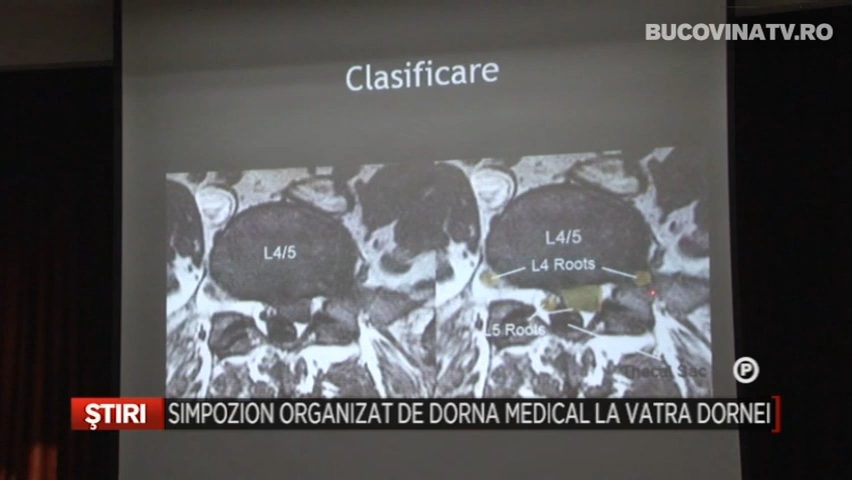 BUCOVINATV.RO
Clasificare
L4/5
L4/5
L4 Roots
L5 Roots
Thecal Sac
P
ŞTIRI SIMPOZION ORGANIZAT DE DORNA MEDICAL LA VATRA DORNEI